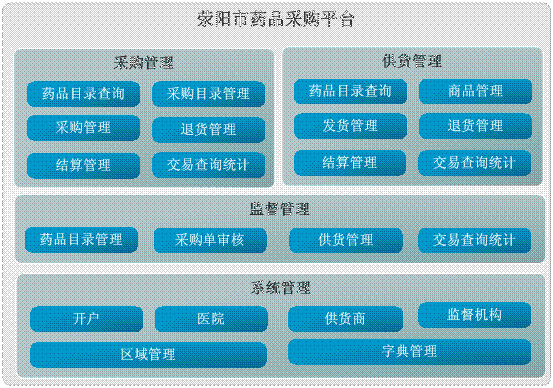 荥阳市药品采购平台
采购管理
药品目录查询 采购目录管理
采购管理 退货管理
结算管理 交易查询统计
供货管理
药品目录查询 商品管理
发货管理 退货管理
结算管理 交易查询统计
监督管理
药品目录管理 采购单审核 供货管理 交易查询统计
系统管理
开户 医院 供货商 监督机构
区域管理 字典管理